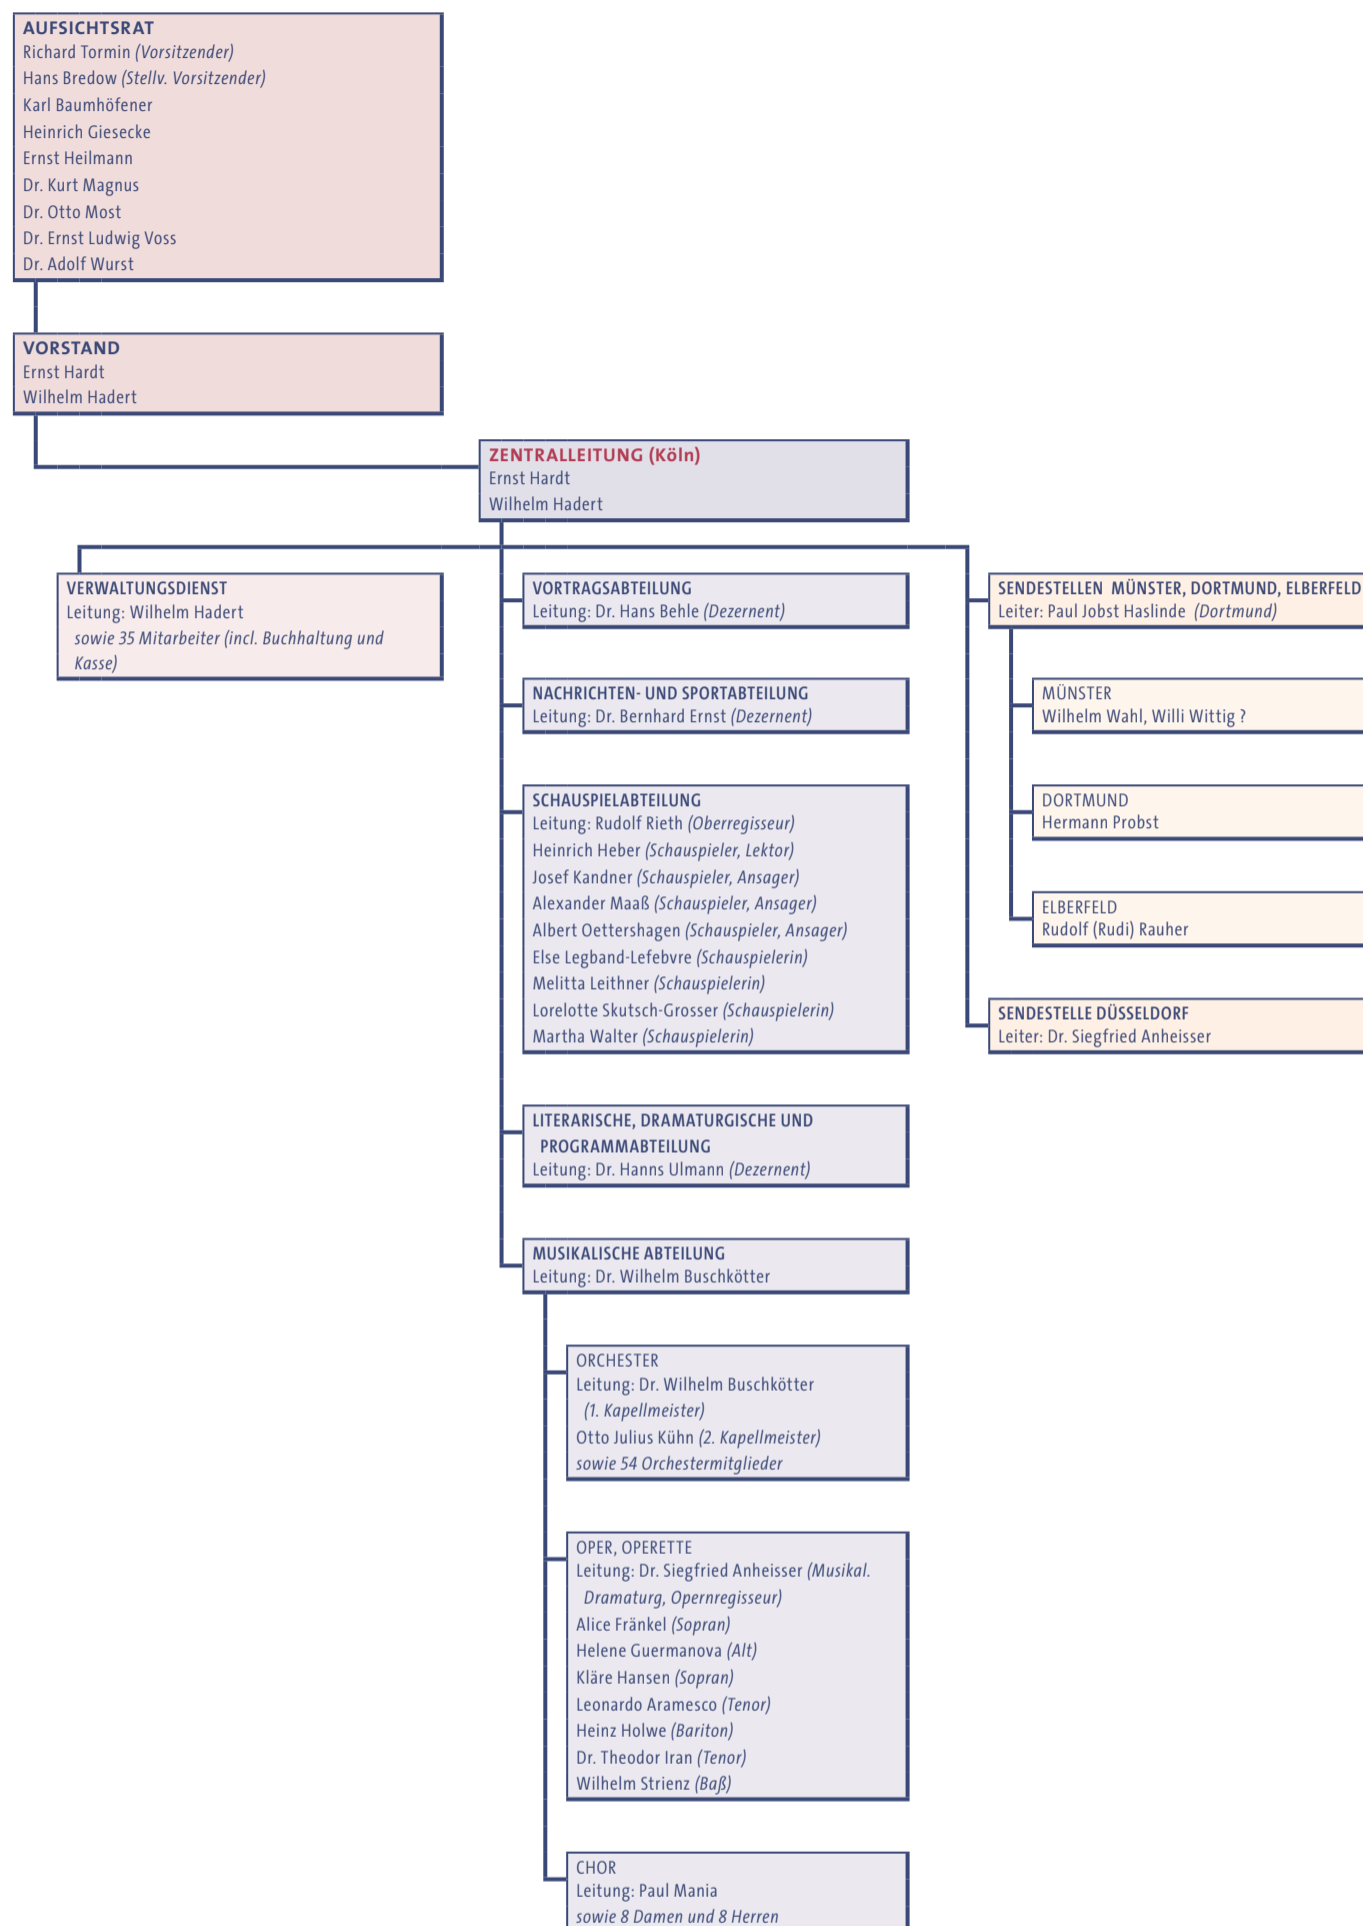 AUFSICHTSRAT
Richard Tormin (Vorsitzender)
Hans Bredow (Stellv. Vorsitzender)
Karl Baumhöfener
Heinrich Giesecke
Ernst Heilmann
Dr. Kurt Magnus
Dr. Otto Most
Dr. Ernst Ludwig Voss
Dr. Adolf Wurst
VORSTAND
Ernst Hardt
Wilhelm Hadert
ZENTRALLEITUNG (Köln)
Ernst Hardt
Wilhelm Hadert
VERWALTUNGSDIENST
Leitung: Wilhelm Hadert
sowie 35 Mitarbeiter (incl. Buchhaltung und
Kasse)
VORTRAGSABTEILUNG
Leitung: Dr. Hans Behle (Dezernent)
NACHRICHTEN- UND SPORTABTEILUNG
Leitung: Dr. Bernhard Ernst (Dezernent)
SCHAUSPIELABTEILUNG
Leitung: Rudolf Rieth (Oberregisseur)
Heinrich Heber (Schauspieler, Lektor)
Josef Kandner (Schauspieler, Ansager)
Alexander Maaß (Schauspieler, Ansager)
Albert Oettershagen (Schauspieler, Ansager)
Else Legband-Lefebvre (Schauspielerin)
Melitta Leithner (Schauspielerin)
Lorelotte Skutsch-Grosser (Schauspielerin)
Martha Walter (Schauspielerin)
LITERARISCHE, DRAMATURGISCHE UND
PROGRAMMABTEILUNG
Leitung: Dr. Hanns Ulmann (Dezernent)
MUSIKALISCHE ABTEILUNG
Leitung: Dr. Wilhelm Buschkötter
ORCHESTER
Leitung: Dr. Wilhelm Buschkötter
(1. Kapellmeister)
Otto Julius Kühn (2. Kapellmeister)
sowie 54 Orchestermitglieder
OPER, OPERETTE
Leitung: Dr. Siegfried Anheisser (Musikal.
Dramaturg, Opernregisseur)
Alice Fränkel (Sopran)
Helene Guermanova (Alt)
Kläre Hansen (Sopran)
Leonardo Aramesco (Tenor)
Heinz Holwe (Bariton)
Dr. Theodor Iran (Tenor)
Wilhelm Strienz (Baß)
CHOR
Leitung: Paul Mania
sowie 8 Damen und 8 Herren
SENDESTELLEN MÜNSTER, DORTMUND, ELBERFELD
Leiter: Paul Jobst Haslinde (Dortmund)
MÜNSTER
Wilhelm Wahl, Willi Wittig ?
DORTMUND
Hermann Probst
ELBERFELD
Rudolf (Rudi) Rauher
SENDESTELLE DÜSSELDORF
Leiter: Dr. Siegfried Anheisser